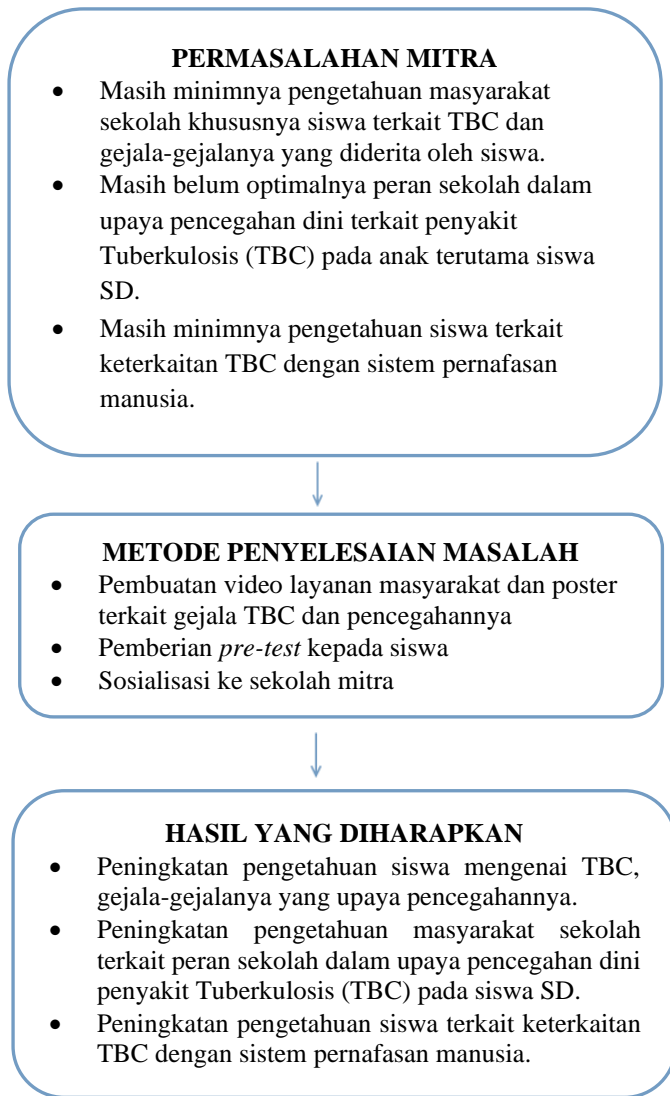 PERMASALAHAN MITRA
• Masih minimnya pengetahuan masyarakat
sekolah khususnya siswa terkait TBC dan
gejala-gejalanya yang diderita oleh siswa.
• Masih belum optimalnya peran sekolah dalam
upaya pencegahan dini terkait penyakit
Tuberkulosis (TBC) pada anak terutama siswa
SD.
• Masih minimnya pengetahuan siswa terkait
keterkaitan TBC dengan sistem pernafasan
manusia.
METODE PENYELESAIAN MASALAH
• Pembuatan video layanan masyarakat dan poster
terkait gejala TBC dan pencegahannya
• Pemberian pre-test kepada siswa
• Sosialisasi ke sekolah mitra
HASIL YANG DIHARAPKAN
• Peningkatan pengetahuan siswa mengenai TBC,
gejala-gejalanya yang upaya pencegahannya.
• Peningkatan pengetahuan masyarakat sekolah
terkait peran sekolah dalam upaya pencegahan dini
penyakit Tuberkulosis (TBC) pada siswa SD.
• Peningkatan pengetahuan siswa terkait keterkaitan
TBC dengan sistem pernafasan manusia.